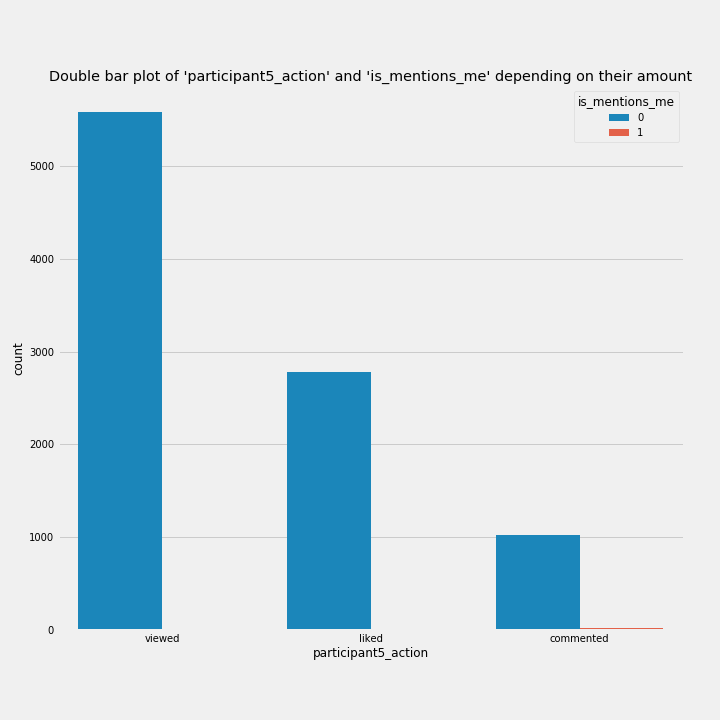 Double bar plot of 'participant5_action' and 'is_mentions_me' depending on their amount
is_mentions_me
0
1
5000
4000
3000
2000
1000
0
count
viewed
liked
commented
participant5_action